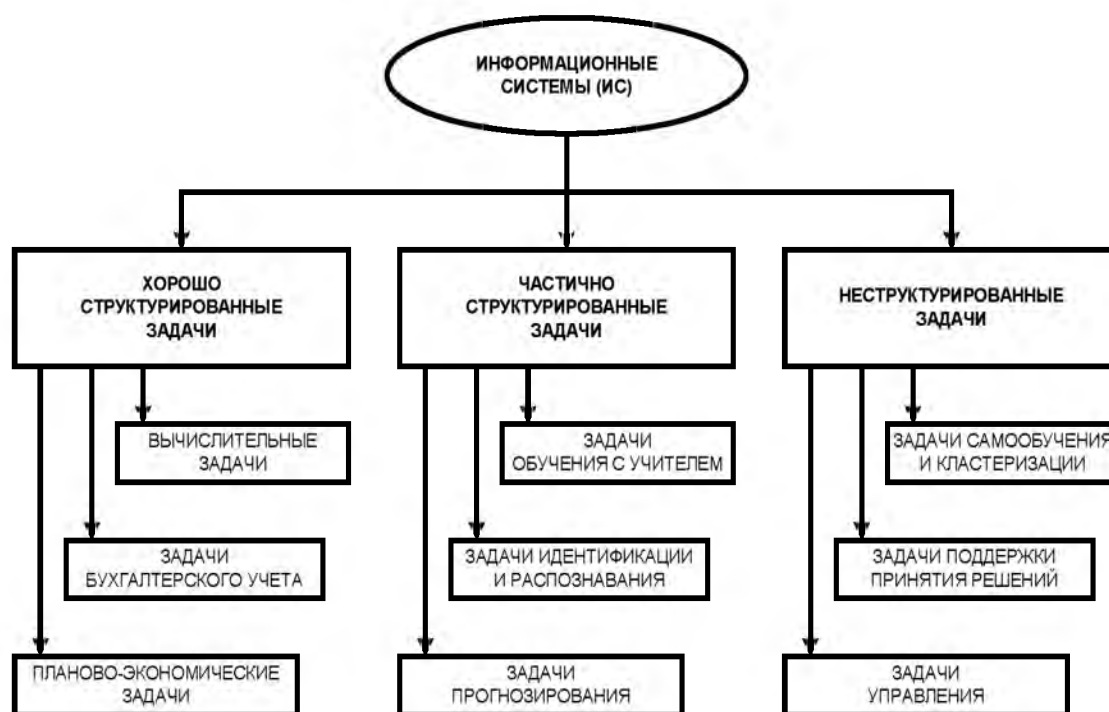 ИНФОРМАЦИОННЫЕ
СИСТЕМЫ (ИС)
ХОРОШО
СТРУКТУРИРОВАННЫЕ
ЗАДАЧИ
ЧАСТИЧНО
СТРУКТУРИРОВАННЫЕ
ЗАДАЧИ
НЕСТРУКТУРИРОВАННЫЕ
ЗАДАЧИ
ВЫЧИСЛИТЕЛЬНЫЕ
ЗАДАЧИ
ЗАДАЧИ
ОБУЧЕНИЯ С УЧИТЕЛЕМ
ЗАДАЧИ САМООБУЧЕНИЯ
И КЛАСТЕРИЗАЦИИ
ЗАДАЧИ
БУХГАЛТЕРСКОГО УЧЕТА
ЗАДАЧИ ИДЕНТИФИКАЦИИ
И РАСПОЗНАВАНИЯ
ЗАДАЧИ ПОДДЕРЖКИ
ПРИНЯТИЯ РЕШЕНИЙ
ПЛАНОВО-ЭКОНОМИЧЕСКИЕ
ЗАДАЧИ
ЗАДАЧИ
ПРОГНОЗИРОВАНИЯ
ЗАДАЧИ
УПРАВЛЕНИЯ